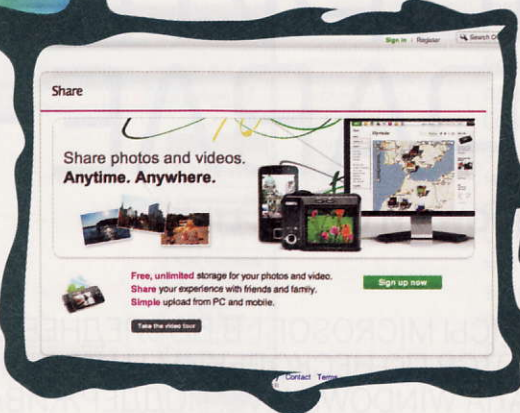 Sign in | Register Search
Share
Share photos and videos.
Anytime. Anywhere.
Free, unlimited storage for your photos and video.
Share your experience with friends and family.
Simple upload from PC and mobile.
Sign up now
Take the video tour
Contact Terms